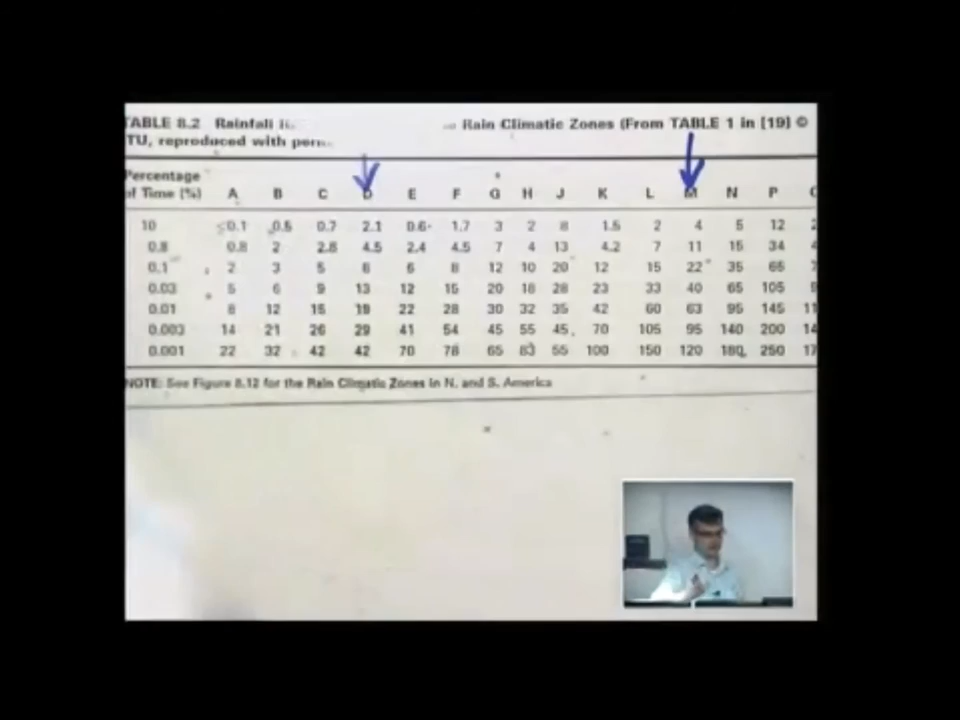 TABLE 8.2 Rainfall Rain Climatic Zones (From TABLE 1 in [19] ©
TU, reproduced with
Percentage
of Time (%) A B C D E F G H J K L M N P
10 <0.1 0.5 0.7 2.1 0.6 1.7 3 2 8 1.5 2 4 5 12
0.8 2 2.8 4.5 2.4 4.5 7 4 13 4.2 7 11 15 34
0.1 2 3 5 8 12 10 20 12 15 22 35 65
0.03 5 6 9 13 12 15 20 18 28 23 33 40 65 105
0.01 8 12 15 19 22 28 30 32 35 42 60 63 95 145 11
0.003 14 21 26 29 41 54 45 55 45 70 105 95 140 200 14
0.001 22 32 42 42 70 78 65 83 55 100 150 120 180 250 17
NOTE: See Figure 8.12 for the Rain Climatic Zones in N. and S. America